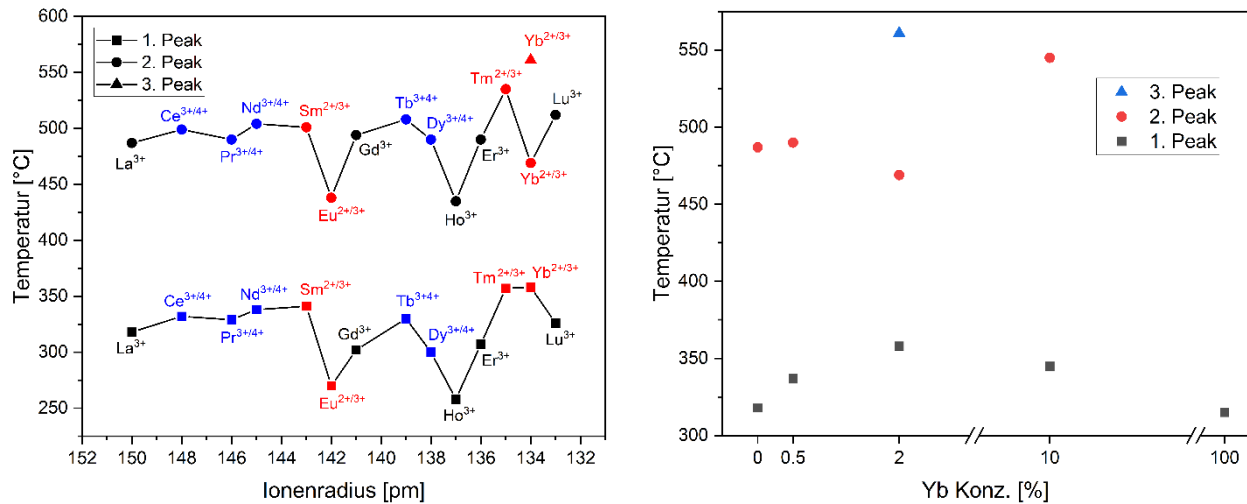 600
550
500
450
400
350
300
250
Temperatur [°C]
1. Peak
2. Peak
3. Peak
La³⁺
Ce³⁺/⁴⁺
Pr³⁺/⁴⁺
Nd³⁺/⁴⁺
Sm²⁺/³⁺
Eu²⁺/³⁺
Gd³⁺
Tb³⁺⁴⁺
Dy³⁺/⁴⁺
Ho³⁺
Er³⁺
Tm²⁺/³⁺
Yb²⁺/³⁺
Yb²⁺/³⁺
Lu³⁺
La³⁺
Ce³⁺/⁴⁺
Pr³⁺/⁴⁺
Nd³⁺/⁴⁺
Sm²⁺/³⁺
Eu²⁺/³⁺
Gd³⁺
Tb³⁺⁴⁺
Dy³⁺/⁴⁺
Ho³⁺
Er³⁺
Tm²⁺/³⁺
Yb²⁺/³⁺
Lu³⁺
152 150 148 146 144 142 140 138 136 134 132
Ionenradius [pm]
550
500
450
400
350
300
Temperatur [°C]
3. Peak
2. Peak
1. Peak
0 0.5 2 10 100
Yb Konz. [%]